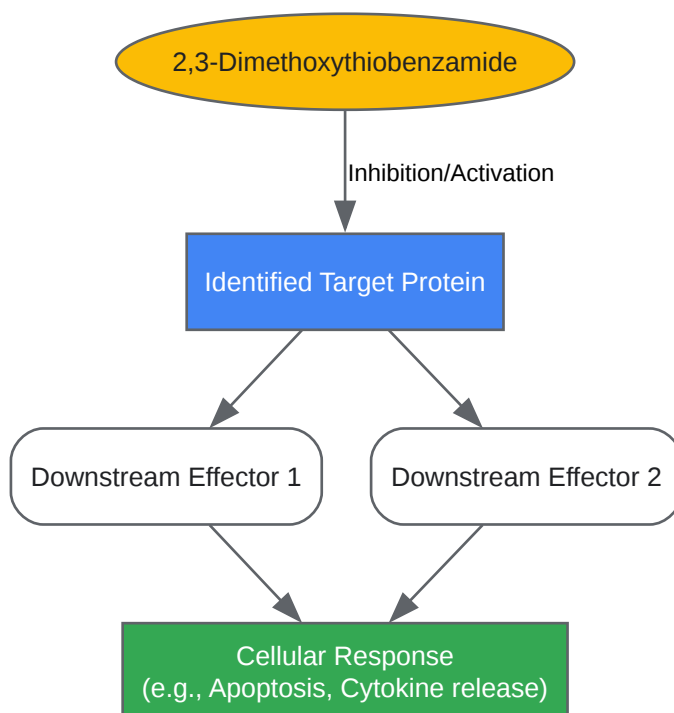 2,3-Dimethoxythiobenzamide
Inhibition/Activation
Identified Target Protein
Downstream Effector 1
Downstream Effector 2
Cellular Response
(e.g., Apoptosis, Cytokine release)